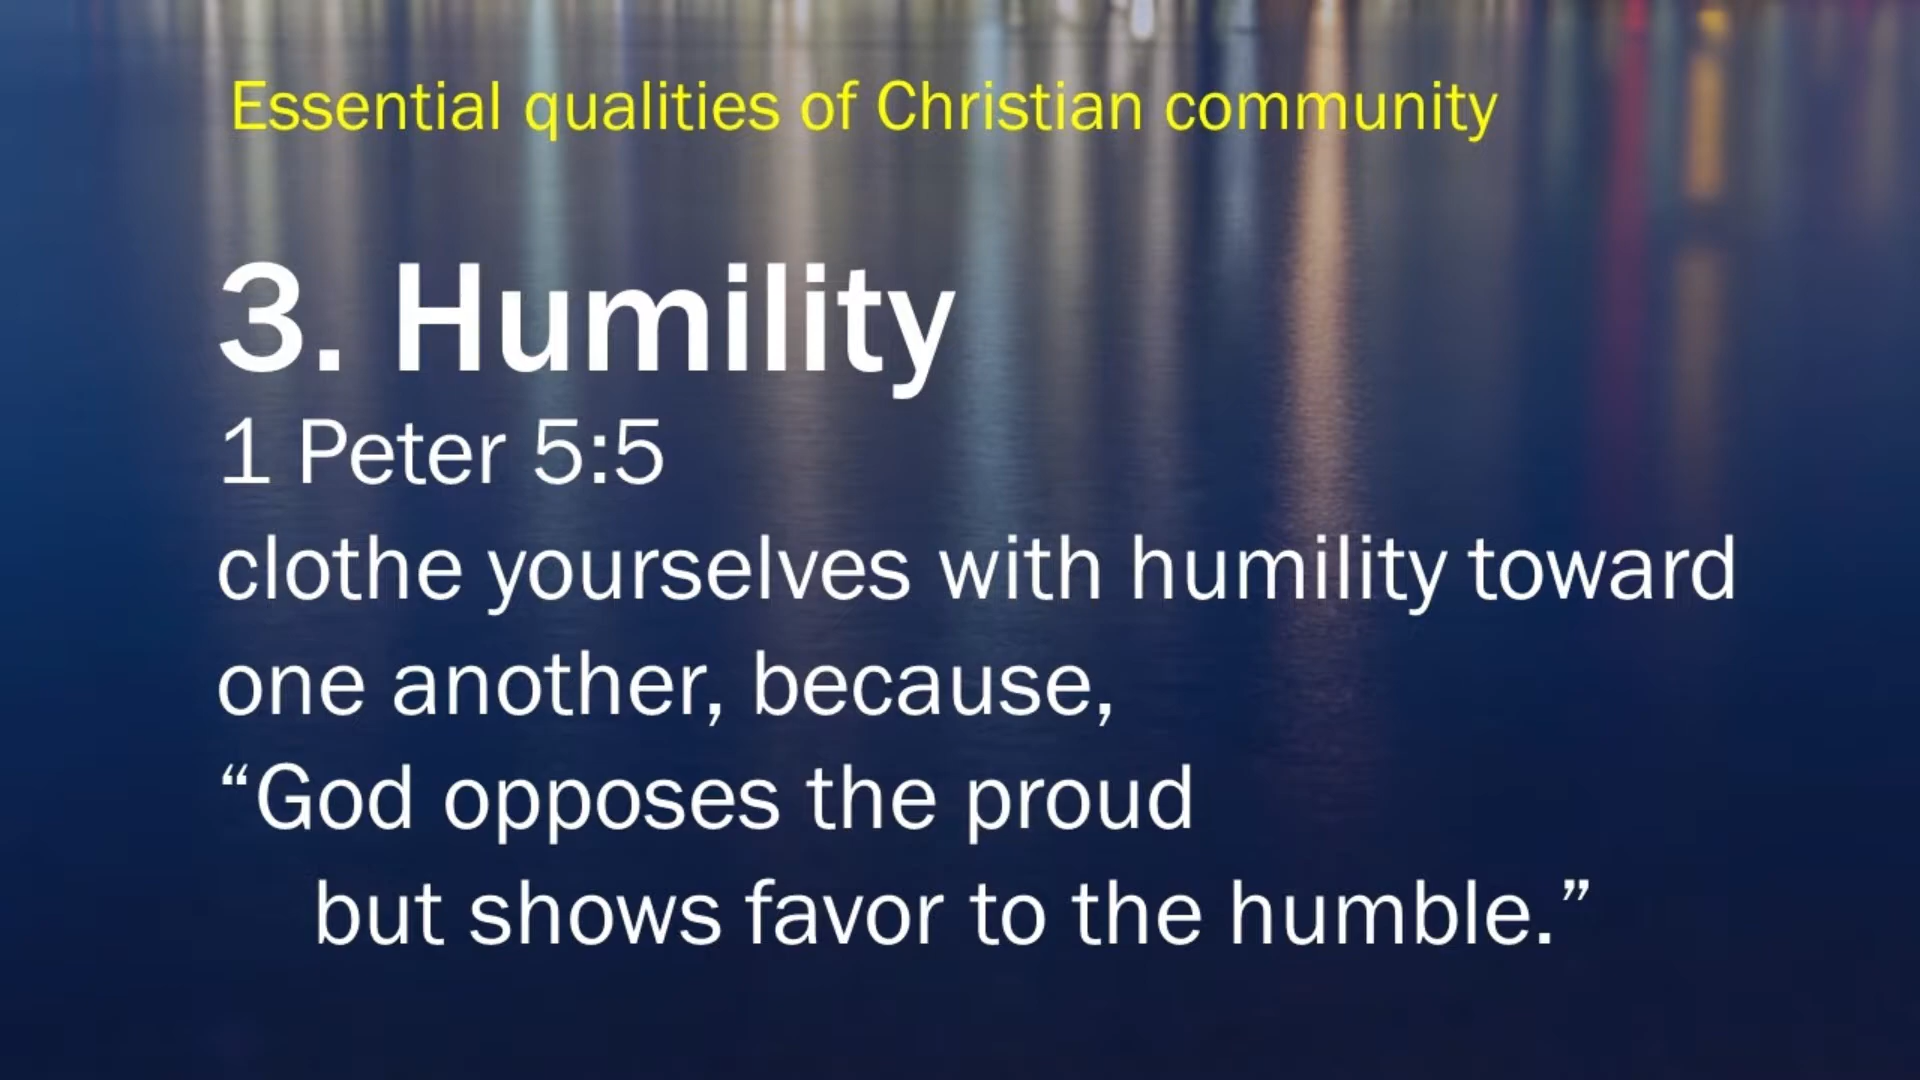 Essential qualities of Christian community
3. Humility
1 Peter 5:5
clothe yourselves with humility toward
one another, because,
“God opposes the proud
but shows favor to the humble.”